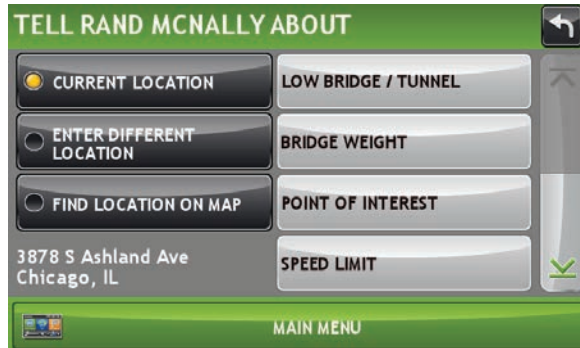 TELL RAND MCNALLY ABOUT
CURRENT LOCATION
ENTER DIFFERENT
LOCATION
FIND LOCATION ON MAP
3878 S Ashland Ave
Chicago, IL
LOW BRIDGE / TUNNEL
BRIDGE WEIGHT
POINT OF INTEREST
SPEED LIMIT
MAIN MENU